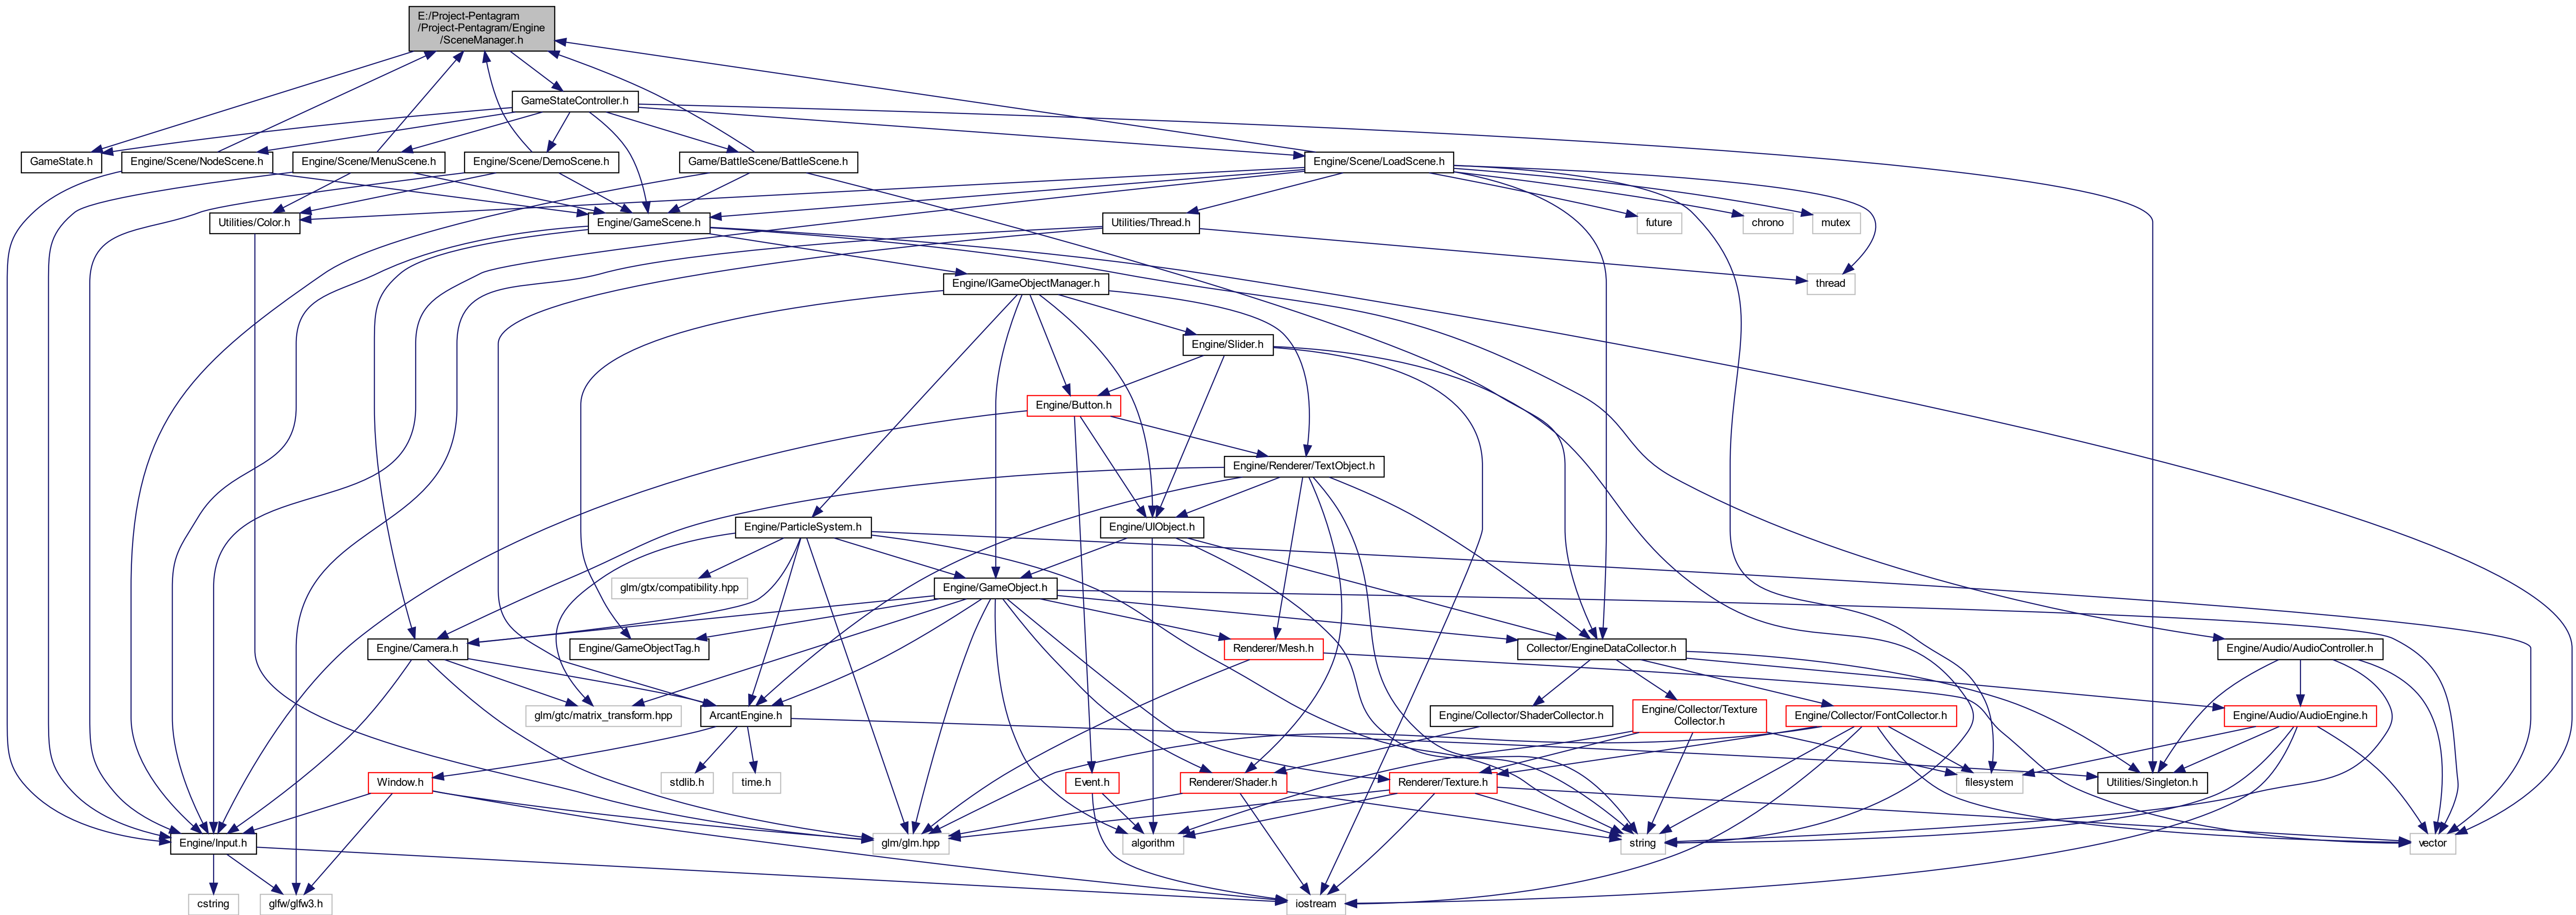 E:/Project-Pentagram
/Project-Pentagram/Engine
/SceneManager.h
GameStateController.h
GameState.h
Engine/Scene/NodeScene.h
Engine/Scene/MenuScene.h
Engine/Scene/DemoScene.h
Game/BattleScene/BattleScene.h
Engine/Scene/LoadScene.h
Utilities/Color.h
Engine/GameScene.h
Utilities/Thread.h
future
chrono
mutex
Engine/IGameObjectManager.h
thread
Engine/Slider.h
Engine/Button.h
Engine/Renderer/TextObject.h
Engine/ParticleSystem.h
Engine/UIObject.h
glm/gtx/compatibility.hpp
Engine/GameObject.h
Engine/Camera.h
Engine/GameObjectTag.h
Renderer/Mesh.h
Collector/EngineDataCollector.h
Engine/Audio/AudioController.h
glm/gtc/matrix_transform.hpp
ArcantEngine.h
Engine/Collector/ShaderCollector.h
Engine/Collector/Texture
Collector.h
Engine/Collector/FontCollector.h
Engine/Audio/AudioEngine.h
Window.h
stdlib.h
time.h
Event.h
Renderer/Shader.h
Renderer/Texture.h
filesystem
Utilities/Singleton.h
Engine/Input.h
glm/glm.hpp
algorithm
string
vector
cstring
glfw/glfw3.h
iostream